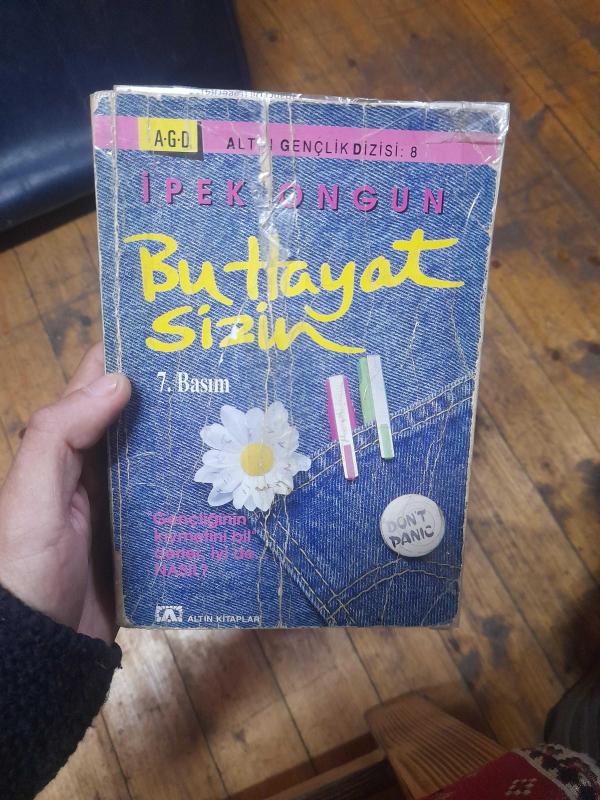 A·G·D
ALTIN GENÇLİK DİZİSİ: 8
İPEK ONGUN
Bu Hayat
Sizin
7. Basım
"Gençliğinin
kıymetini bil"
derler, iyi de
NASIL?
DON'T
PANIC
ALTIN KİTAPLAR